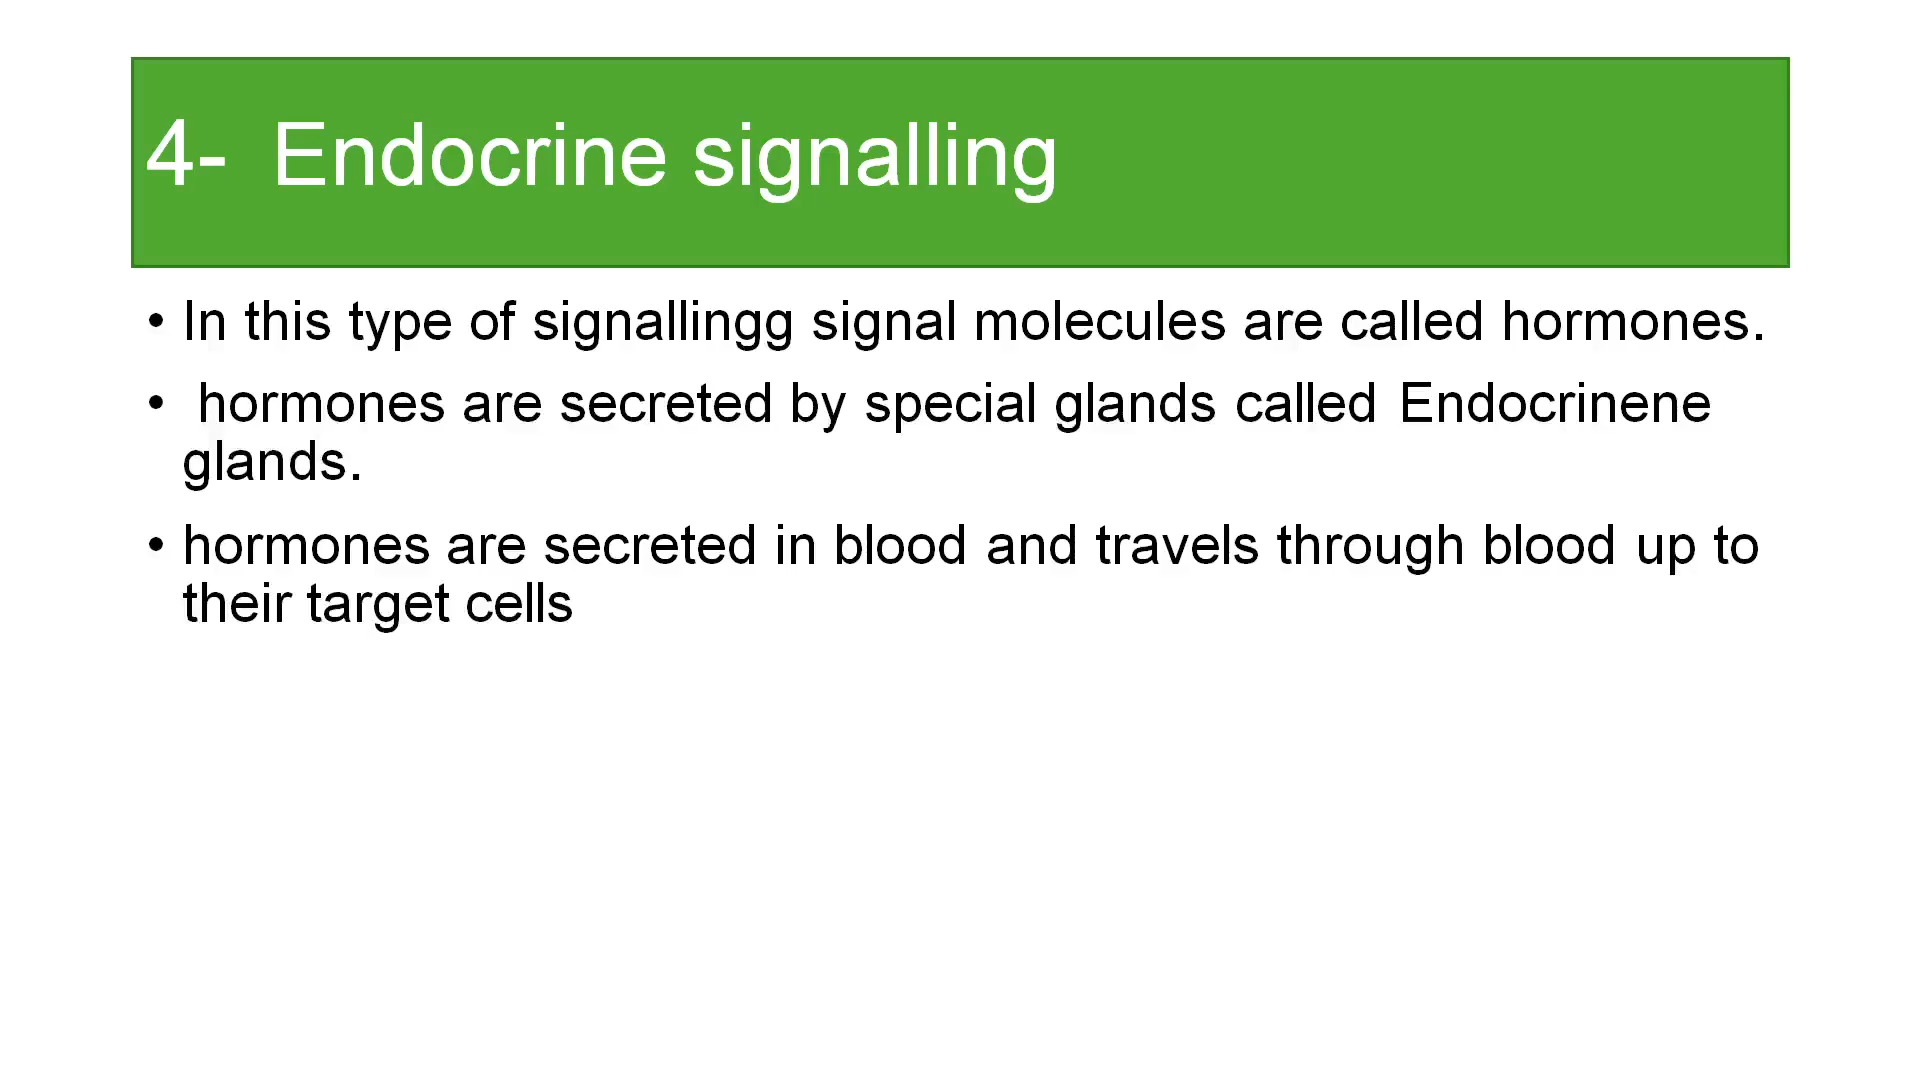 4- Endocrine signalling
• In this type of signallingg signal molecules are called hormones.
• hormones are secreted by special glands called Endocrinene
glands.
• hormones are secreted in blood and travels through blood up to
their target cells